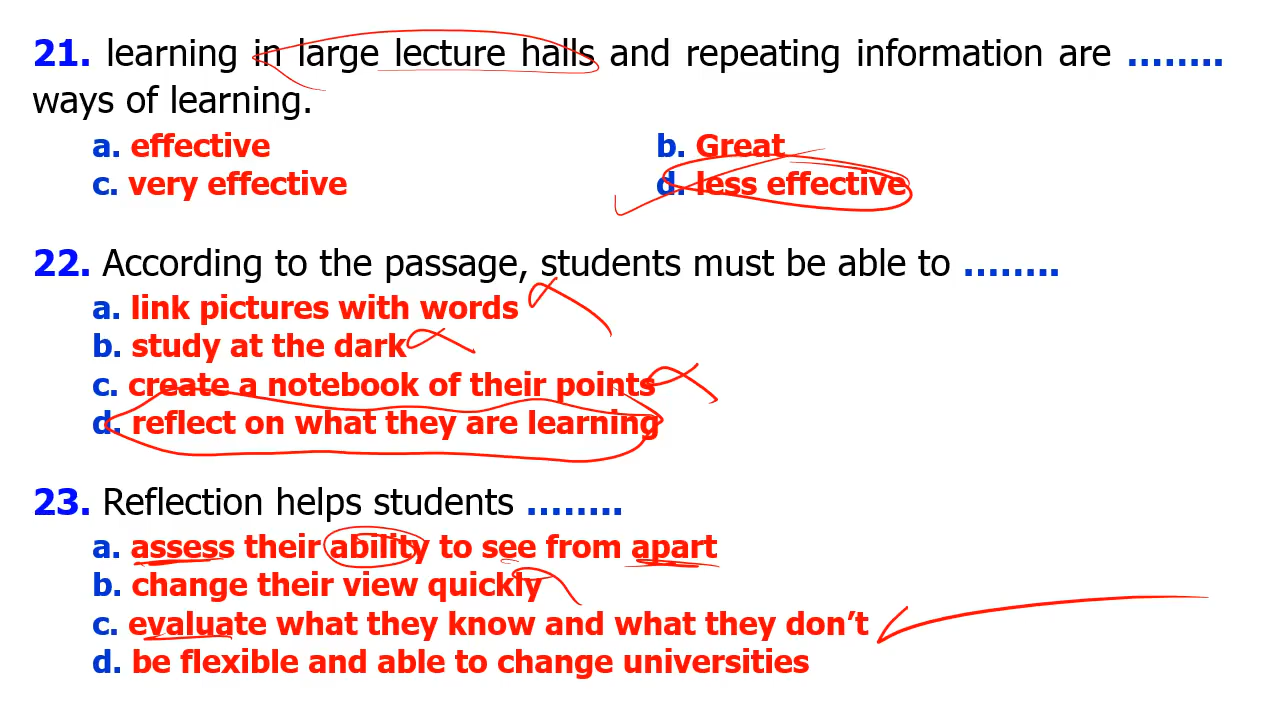 21. learning in large lecture halls and repeating information are ........
ways of learning.
a. effective b. Great
c. very effective d. less effective
22. According to the passage, students must be able to ........
a. link pictures with words
b. study at the dark
c. create a notebook of their points
d. reflect on what they are learning
23. Reflection helps students ........
a. assess their ability to see from apart
b. change their view quickly
c. evaluate what they know and what they don’t
d. be flexible and able to change universities